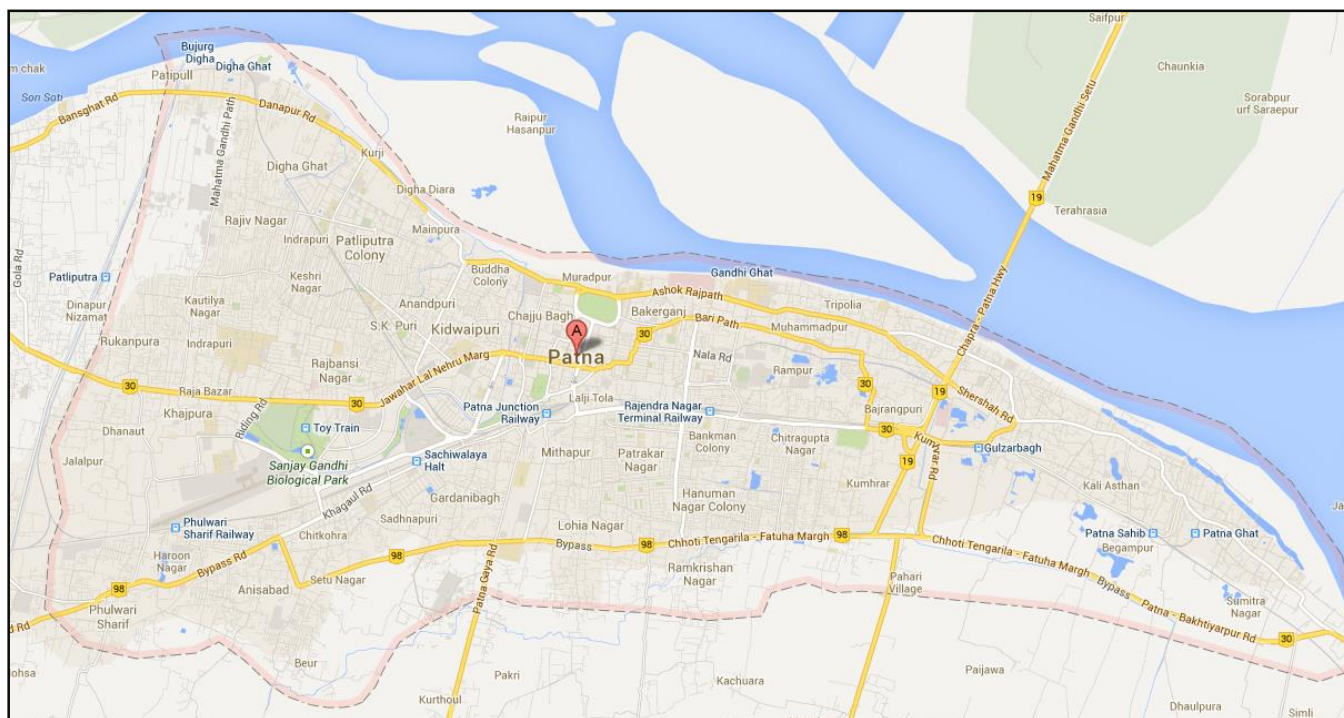 Saifpur
Bujurg
Digha
Digha Ghat
m chak
Patipull
Chaunkia
Son Soti
Bansghat Rd
Danapur Rd
Raipur
Hasanpur
Sorabpur
urf Saraepur
Mahatma Gandhi Path
Mahatma Gandhi Setu
Kurji
Digha Ghat
Digha Diara
19
Terahrasia
Rajiv Nagar
Mainpura
Indrapuri
Patliputra
Colony
Gola Rd
Patliputra
Buddha
Colony
Muradpur
Gandhi Ghat
Keshri
Nagar
Ashok Rajpath
Tripolia
Chapra - Patna Hwy
Dinapur
Nizamat
Kautilya
Nagar
Anandpuri
Chajju Bagh
Bakerganj
Bari Path
Muhammadpur
S.K. Puri
Kidwaipuri
A
30
Rukanpura
Indrapuri
Patna
Nala Rd
Rajbansi
Nagar
Jawahar Lal Nehru Marg
Rampur
30
Raja Bazar
30
30
19
Shershah Rd
Lalji Tola
Khajpura
Riding Rd
Patna Junction
Railway
Rajendra Nagar
Terminal Railway
Bajrangpuri
Toy Train
30
Kunwar Rd
Dhanaut
Bankman
Colony
Chitragupta
Nagar
Gulzarbagh
Jalalpur
Sanjay Gandhi
Biological Park
Sachiwalaya
Halt
Mithapur
Patrakar
Nagar
19
Kumhrar
Kali Asthan
Khagaul Rd
Gardanibagh
Hanuman
Nagar Colony
Phulwari
Sharif Railway
Sadhnapuri
Lohia Nagar
Chitkohra
98
Bypass
98
Chhoti Tengarila - Fatuha Margh
98
Patna Sahib
Begampur
Patna Ghat
Haroon
Nagar
Bypass Rd
Chhoti Tengarila - Fatuha Margh
Bypass
Patna Gaya Rd
Setu Nagar
Ramkrishan
Nagar
98
Anisabad
Pahari
Village
Phulwari
Sharif
Sumitra
Nagar
d Rd
Patna - Bakhtiyarpur Rd
30
Beur
Pakri
Paijawa
ohsa
Kachuara
Kurthoul
Dhaulpura
Simli
Ja